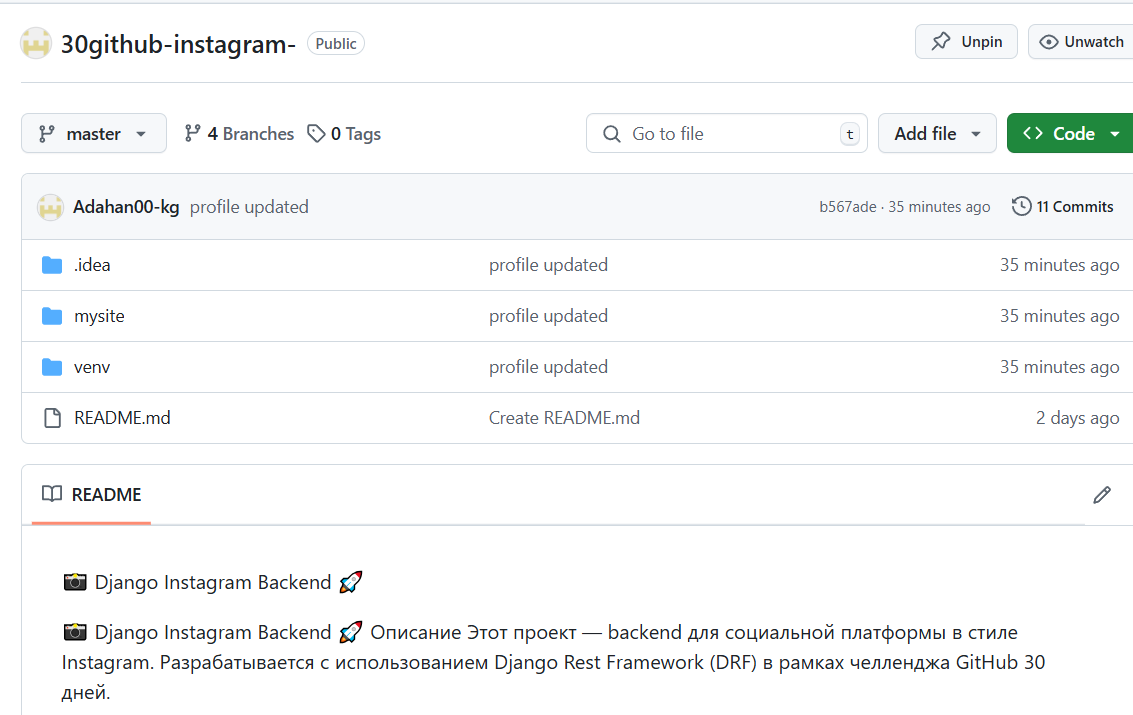 30github-instagram- Public Unpin Unwatch
master 4 Branches 0 Tags Go to file t Add file Code
Adahan00-kg profile updated b567ade · 35 minutes ago 11 Commits
.idea profile updated 35 minutes ago
mysite profile updated 35 minutes ago
venv profile updated 35 minutes ago
README.md Create README.md 2 days ago
README
📸 Django Instagram Backend 🚀
📸 Django Instagram Backend 🚀 Описание Этот проект — backend для социальной платформы в стиле
Instagram. Разрабатывается с использованием Django Rest Framework (DRF) в рамках челленджа GitHub 30
дней.